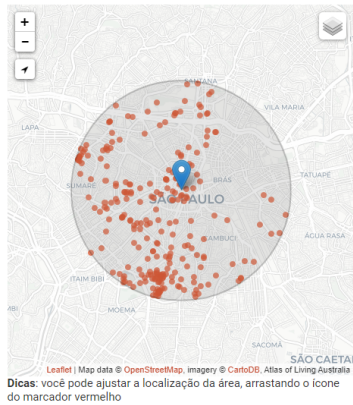 +
−
SANTANA
VILA MARIA
LAPA
BRÁS
TATUAPÉ
SUMARÉ
SÃO PAULO
CAMBUCI
ÁGUA RASA
ITAIM BIBI
MOEMA
SACOMÃ
SÃO CAETA
Leaflet | Map data © OpenStreetMap, imagery © CartoDB, Atlas of Living Australia
Dicas: você pode ajustar a localização da área, arrastando o ícone
do marcador vermelho